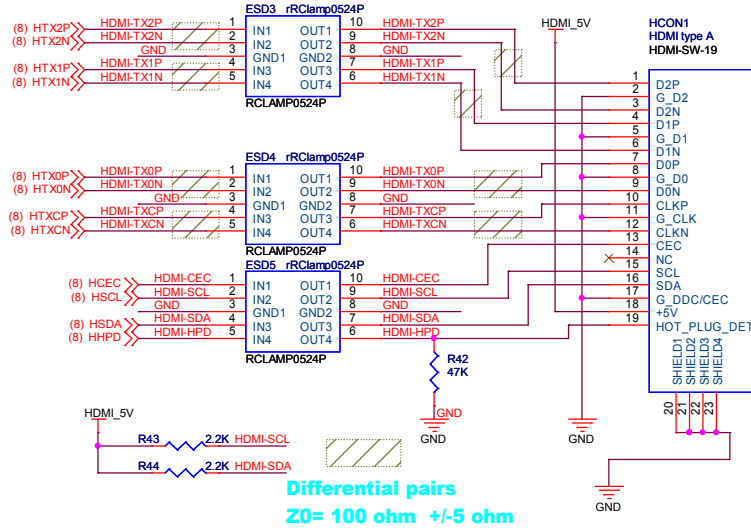 ESD3 rRClamp0524P
(8) HTX2P HDMI-TX2P 1 IN1 OUT1 10 HDMI-TX2P
(8) HTX2N HDMI-TX2N 2 IN2 OUT2 9 HDMI-TX2N
GND 3 GND1 GND2 8 GND
(8) HTX1P HDMI-TX1P 4 IN3 OUT3 7 HDMI-TX1P
(8) HTX1N HDMI-TX1N 5 IN4 OUT4 6 HDMI-TX1N
RCLAMP0524P
ESD4 rRClamp0524P
(8) HTX0P HDMI-TX0P 1 IN1 OUT1 10 HDMI-TX0P
(8) HTX0N HDMI-TX0N 2 IN2 OUT2 9 HDMI-TX0N
GND 3 GND1 GND2 8 GND
(8) HTXCP HDMI-TXCP 4 IN3 OUT3 7 HDMI-TXCP
(8) HTXCN HDMI-TXCN 5 IN4 OUT4 6 HDMI-TXCN
RCLAMP0524P
ESD5 rRClamp0524P
(8) HCEC HDMI-CEC 1 IN1 OUT1 10 HDMI-CEC
(8) HSCL HDMI-SCL 2 IN2 OUT2 9 HDMI-SCL
GND 3 GND1 GND2 8 GND
(8) HSDA HDMI-SDA 4 IN3 OUT3 7 HDMI-SDA
(8) HHPD HDMI-HPD 5 IN4 OUT4 6 HDMI-HPD
RCLAMP0524P
HDMI_5V
HCON1
HDMI type A
HDMI-SW-19
1 D2P
2 G_D2
3 D2N
4 D1P
5 G_D1
6 D1N
7 D0P
8 G_D0
9 D0N
10 CLKP
11 G_CLK
12 CLKN
13 CEC
14 NC
15 SCL
16 SDA
17 G_DDC/CEC
18 +5V
19 HOT_PLUG_DET
SHIELD1
SHIELD2
SHIELD3
SHIELD4
20
21
22
23
R42
47K
GND
GND
GND
GND
HDMI_5V
R43 2.2K HDMI-SCL
R44 2.2K HDMI-SDA
Differential pairs
Z0= 100 ohm +/-5 ohm